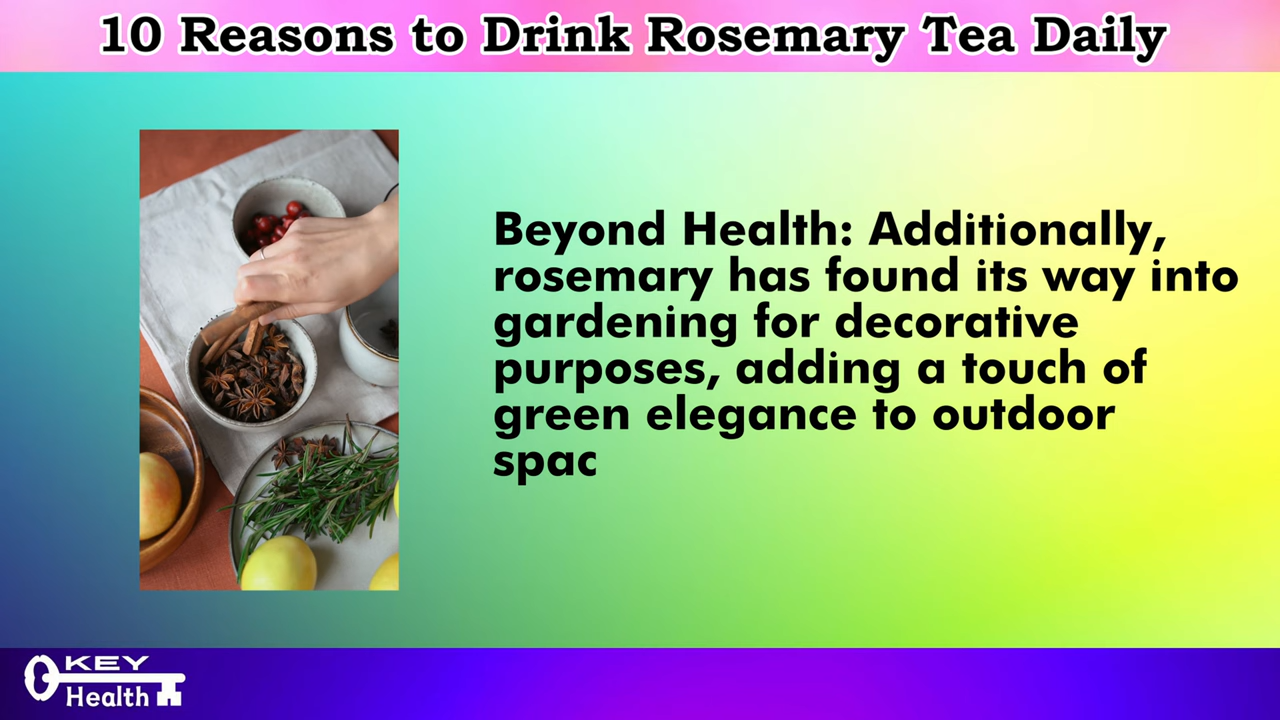 10 Reasons to Drink Rosemary Tea Daily
Beyond Health: Additionally,
rosemary has found its way into
gardening for decorative
purposes, adding a touch of
green elegance to outdoor
spac
KEY
Health